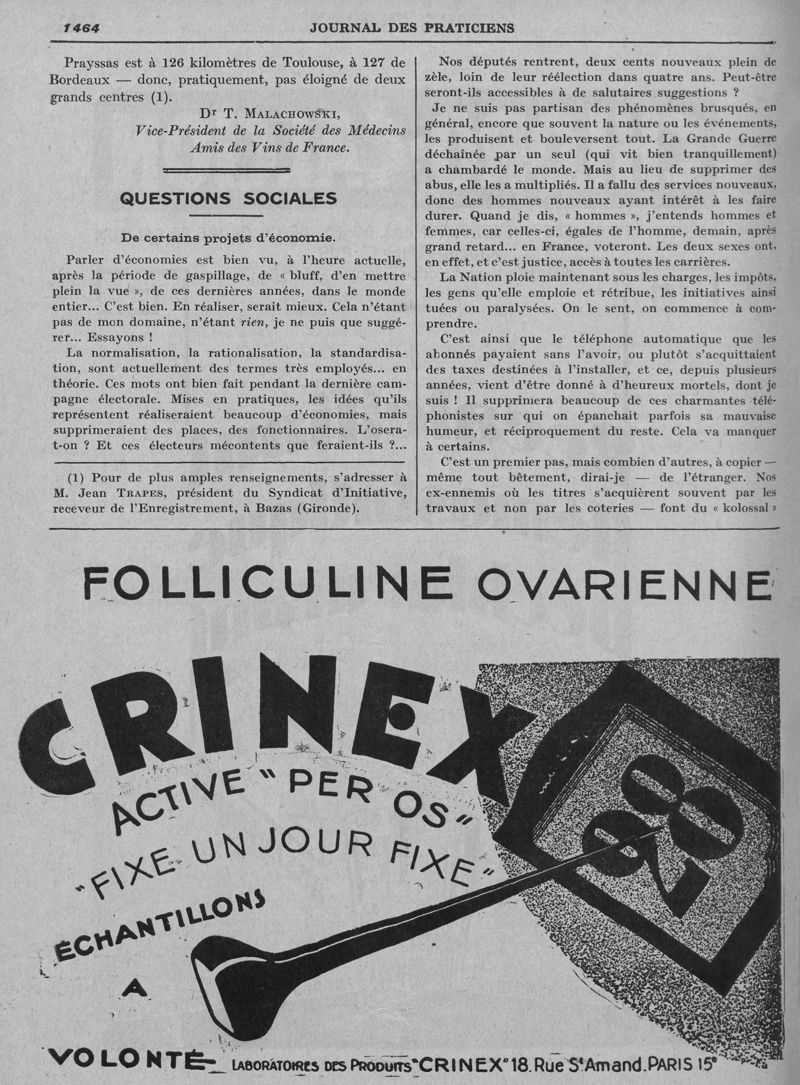 1464
JOURNAL DES PRATICIENS
Prayssas est à 126 kilomètres de Toulouse, à 127 de
Bordeaux — donc, pratiquement, pas éloigné de deux
grands centres (1).
Dr T. MALACHOWSKI,
Vice-Président de la Société des Médecins
Amis des Vins de France.
QUESTIONS SOCIALES
De certains projets d'économie.
Parler d'économies est bien vu, à l'heure actuelle,
après la période de gaspillage, de « bluff, d'en mettre
plein la vue », de ces dernières années, dans le monde
entier... C'est bien. En réaliser, serait mieux. Cela n'étant
pas de mon domaine, n'étant rien, je ne puis que suggé-
rer... Essayons !
La normalisation, la rationalisation, la standardisa-
tion, sont actuellement des termes très employés... en
théorie. Ces mots ont bien fait pendant la dernière cam-
pagne électorale. Mises en pratiques, les idées qu'ils
représentent réaliseraient beaucoup d'économies, mais
supprimeraient des places, des fonctionnaires. L'osera-
t-on ? Et ces électeurs mécontents que feraient-ils ?...
(1) Pour de plus amples renseignements, s'adresser à
M. Jean TRAPES, président du Syndicat d'Initiative,
receveur de l'Enregistrement, à Bazas (Gironde).
Nos députés rentrent, deux cents nouveaux plein de
zèle, loin de leur réélection dans quatre ans. Peut-être
seront-ils accessibles à de salutaires suggestions ?
Je ne suis pas partisan des phénomènes brusqués, en
général, encore que souvent la nature ou les événements,
les produisent et bouleversent tout. La Grande Guerre
déchaînée par un seul (qui vit bien tranquillement)
a chambardé le monde. Mais au lieu de supprimer des
abus, elle les a multipliés. Il a fallu des services nouveaux,
donc des hommes nouveaux ayant intérêt à les faire
durer. Quand je dis, « hommes », j'entends hommes et
femmes, car celles-ci, égales de l'homme, demain, après
grand retard... en France, voteront. Les deux sexes ont,
en effet, et c'est justice, accès à toutes les carrières.
La Nation ploie maintenant sous les charges, les impôts,
les gens qu'elle emploie et rétribue, les initiatives ainsi
tuées ou paralysées. On le sent, on commence à com-
prendre.
C'est ainsi que le téléphone automatique que les
abonnés payaient sans l'avoir, ou plutôt s'acquittaient
des taxes destinées à l'installer, et ce, depuis plusieurs
années, vient d'être donné à d'heureux mortels, dont je
suis ! Il supprimera beaucoup de ces charmantes télé-
phonistes sur qui on épanchait parfois sa mauvaise
humeur, et réciproquement du reste. Cela va manquer
à certains.
C'est un premier pas, mais combien d'autres, à copier —
même tout bêtement, dirai-je — de l'étranger. Nos
ex-ennemis où les titres s'acquièrent souvent par les
travaux et non par les coteries — font du « kolossal »
FOLLICULINE OVARIENNE
CRINEX
ACTIVE "PER OS"
"FIXE UN JOUR FIXE"
ÉCHANTILLONS
A
VOLONTÉ
28
LABORATOIRES DES PRODUITS "CRINEX" 18. Rue St Amand. PARIS 15e